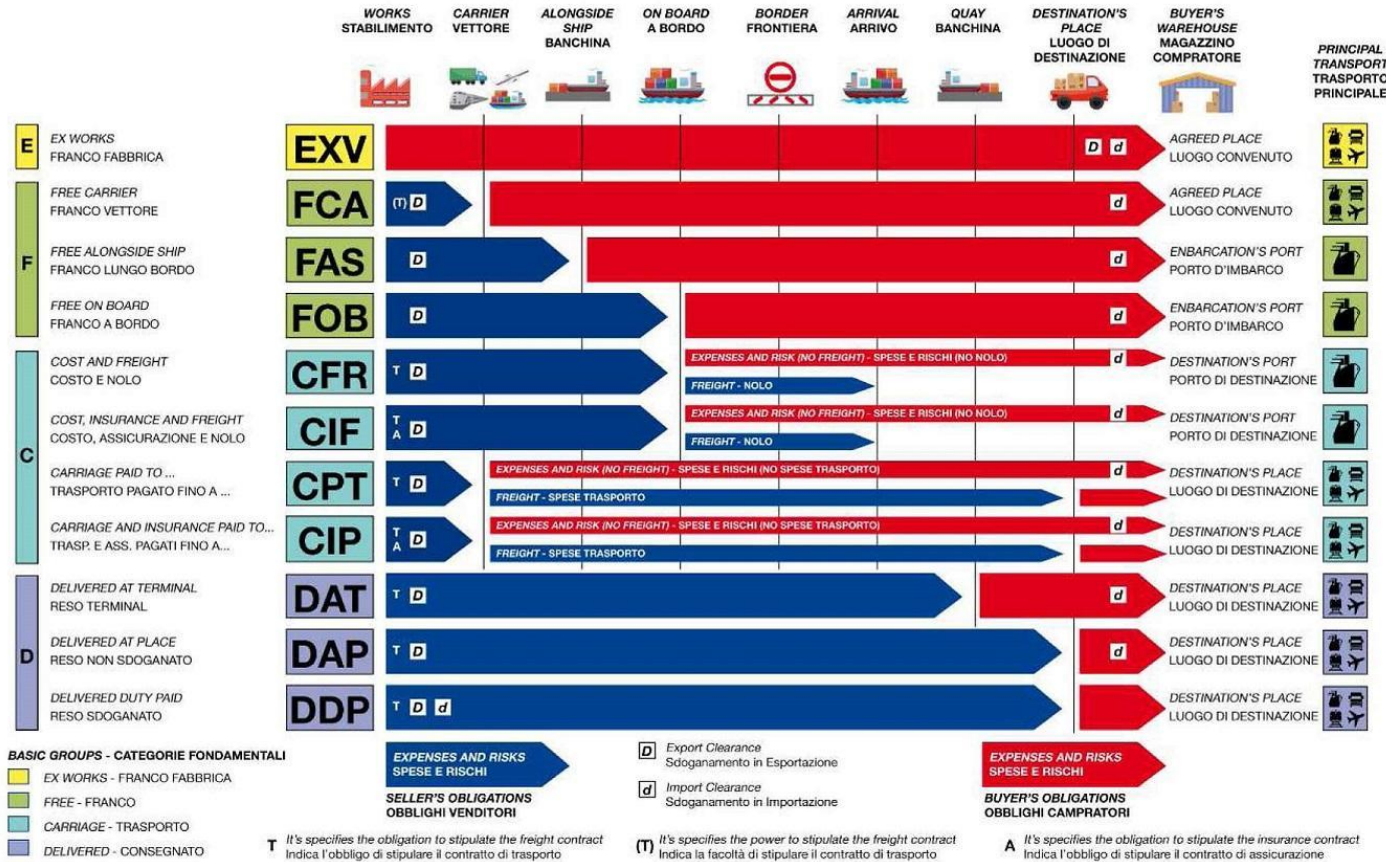 WORKS
STABILIMENTO
CARRIER
VETTORE
ALONGSIDE
SHIP
BANCHINA
ON BOARD
A BORDO
BORDER
FRONTIERA
ARRIVAL
ARRIVO
QUAY
BANCHINA
DESTINATION'S
PLACE
LUOGO DI
DESTINAZIONE
BUYER'S
WAREHOUSE
MAGAZZINO
COMPRATORE
PRINCIPAL
TRANSPORT
TRASPORTO
PRINCIPALE
E
EX WORKS
FRANCO FABBRICA
EXV
D d
AGREED PLACE
LUOGO CONVENUTO
F
FREE CARRIER
FRANCO VETTORE
FCA
(T) D
d
AGREED PLACE
LUOGO CONVENUTO
FREE ALONGSIDE SHIP
FRANCO LUNGO BORDO
FAS
D
d
ENBARCATION'S PORT
PORTO D'IMBARCO
FREE ON BOARD
FRANCO A BORDO
FOB
D
d
ENBARCATION'S PORT
PORTO D'IMBARCO
C
COST AND FREIGHT
COSTO E NOLO
CFR
T D
EXPENSES AND RISK (NO FREIGHT) - SPESE E RISCHI (NO NOLO)
d
FREIGHT - NOLO
DESTINATION'S PORT
PORTO DI DESTINAZIONE
COST, INSURANCE AND FREIGHT
COSTO, ASSICURAZIONE E NOLO
CIF
T
A
D
EXPENSES AND RISK (NO FREIGHT) - SPESE E RISCHI (NO NOLO)
d
FREIGHT - NOLO
DESTINATION'S PORT
PORTO DI DESTINAZIONE
CARRIAGE PAID TO ...
TRASPORTO PAGATO FINO A ...
CPT
T D
EXPENSES AND RISK (NO FREIGHT) - SPESE E RISCHI (NO SPESE TRASPORTO)
d
FREIGHT - SPESE TRASPORTO
DESTINATION'S PLACE
LUOGO DI DESTINAZIONE
CARRIAGE AND INSURANCE PAID TO...
TRASP. E ASS. PAGATI FINO A...
CIP
T
A
D
EXPENSES AND RISK (NO FREIGHT) - SPESE E RISCHI (NO SPESE TRASPORTO)
d
FREIGHT - SPESE TRASPORTO
DESTINATION'S PLACE
LUOGO DI DESTINAZIONE
D
DELIVERED AT TERMINAL
RESO TERMINAL
DAT
T D
d
DESTINATION'S PLACE
LUOGO DI DESTINAZIONE
DELIVERED AT PLACE
RESO NON SDOGANATO
DAP
T D
d
DESTINATION'S PLACE
LUOGO DI DESTINAZIONE
DELIVERED DUTY PAID
RESO SDOGANATO
DDP
T D d
DESTINATION'S PLACE
LUOGO DI DESTINAZIONE
BASIC GROUPS - CATEGORIE FONDAMENTALI
EX WORKS - FRANCO FABBRICA
FREE - FRANCO
CARRIAGE - TRASPORTO
DELIVERED - CONSEGNATO
EXPENSES AND RISKS
SPESE E RISCHI
SELLER'S OBLIGATIONS
OBBLIGHI VENDITORI
D Export Clearance
Sdoganamento in Esportazione
d Import Clearance
Sdoganamento in Importazione
EXPENSES AND RISKS
SPESE E RISCHI
BUYER'S OBLIGATIONS
OBBLIGHI CAMPRATORI
T It's specifies the obligation to stipulate the freight contract
Indica l'obbligo di stipulare il contratto di trasporto
(T) It's specifies the power to stipulate the freight contract
Indica la facoltà di stipulare il contratto di trasporto
A It's specifies the obligation to stipulate the insurance contract
Indica l'obbligo di stipulare il contratto di assicurazione